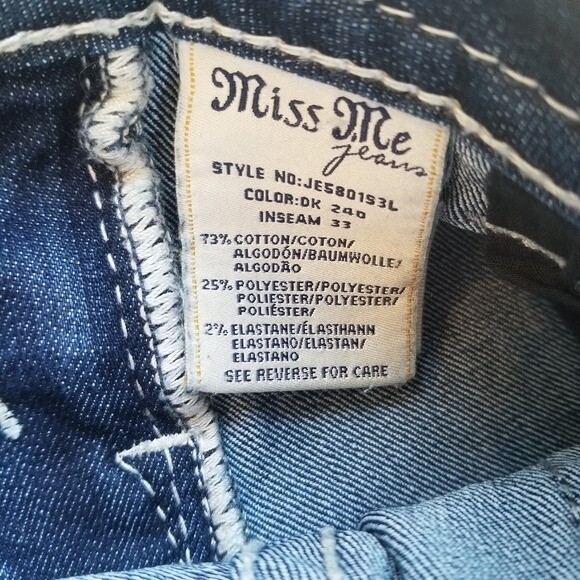 Miss Me
jeans
STYLE NO:JE5801S3L
COLOR:DK 240
INSEAM 33
73% COTTON/COTON/
ALGODÓN/BAUMWOLLE/
ALGODÃO
25% POLYESTER/POLYESTER/
POLIESTER/POLYESTER/
POLIÉSTER/
2% ELASTANE/ÉLASTHANN
ELASTANO/ELASTAN/
ELASTANO
SEE REVERSE FOR CARE